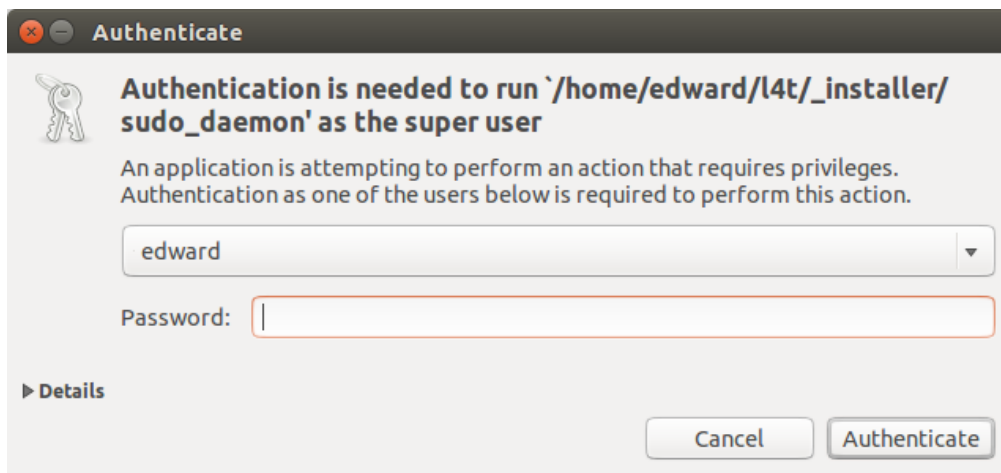 Authenticate
Authentication is needed to run `/home/edward/l4t/_installer/
sudo_daemon' as the super user
An application is attempting to perform an action that requires privileges.
Authentication as one of the users below is required to perform this action.
edward
Password:
Details
Cancel
Authenticate